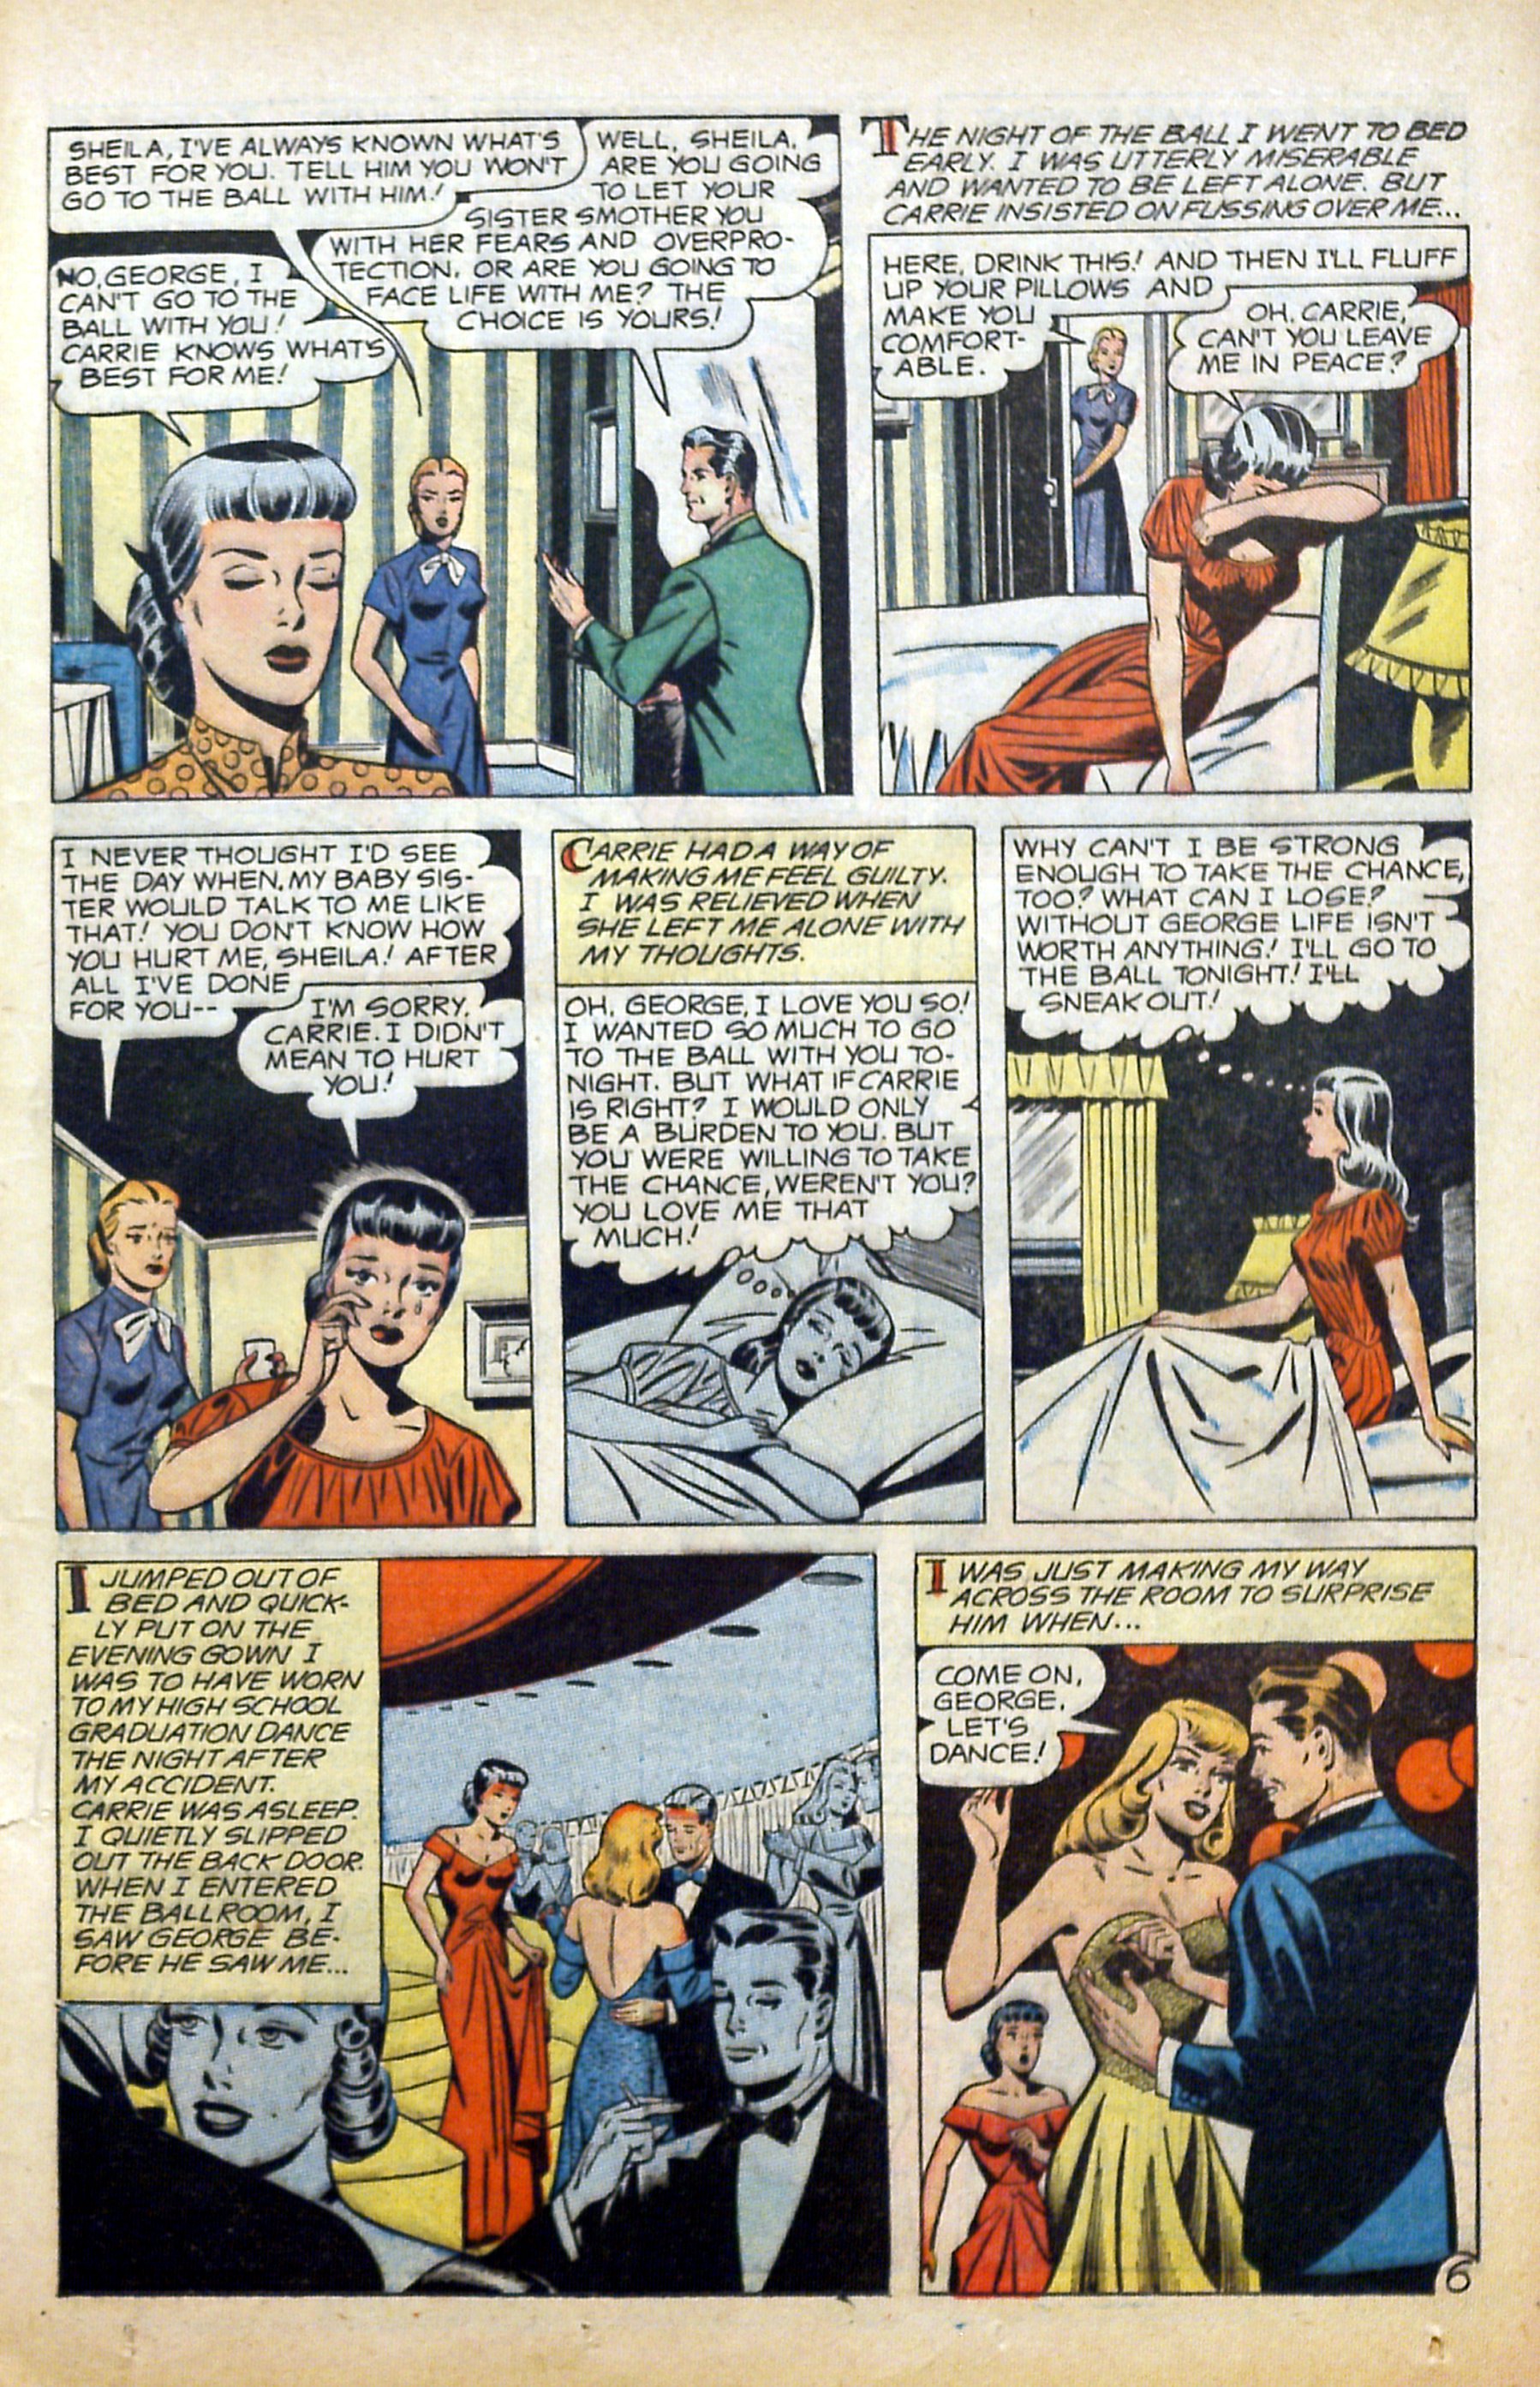 SHEILA, I'VE ALWAYS KNOWN WHAT'S
BEST FOR YOU. TELL HIM YOU WON'T
GO TO THE BALL WITH HIM!
NO, GEORGE, I
CAN'T GO TO THE
BALL WITH YOU!
CARRIE KNOWS WHAT'S
BEST FOR ME!
WELL, SHEILA,
ARE YOU GOING
TO LET YOUR
SISTER SMOTHER YOU
WITH HER FEARS AND OVERPRO-
TECTION, OR ARE YOU GOING TO
FACE LIFE WITH ME? THE
CHOICE IS YOURS!
THE NIGHT OF THE BALL I WENT TO BED
EARLY. I WAS UTTERLY MISERABLE
AND WANTED TO BE LEFT ALONE. BUT
CARRIE INSISTED ON FUSSING OVER ME...
HERE, DRINK THIS! AND THEN I'LL FLUFF
UP YOUR PILLOWS AND
MAKE YOU
COMFORT-
ABLE.
OH, CARRIE,
CAN'T YOU LEAVE
ME IN PEACE?
I NEVER THOUGHT I'D SEE
THE DAY WHEN, MY BABY SIS-
TER WOULD TALK TO ME LIKE
THAT! YOU DON'T KNOW HOW
YOU HURT ME, SHEILA! AFTER
ALL I'VE DONE
FOR YOU--
I'M SORRY,
CARRIE. I DIDN'T
MEAN TO HURT
YOU!
CARRIE HAD A WAY OF
MAKING ME FEEL GUILTY.
I WAS RELIEVED WHEN
SHE LEFT ME ALONE WITH
MY THOUGHTS.
OH, GEORGE, I LOVE YOU SO!
I WANTED SO MUCH TO GO
TO THE BALL WITH YOU TO-
NIGHT. BUT WHAT IF CARRIE
IS RIGHT? I WOULD ONLY
BE A BURDEN TO YOU. BUT
YOU WERE WILLING TO TAKE
THE CHANCE, WEREN'T YOU?
YOU LOVE ME THAT
MUCH!
WHY CAN'T I BE STRONG
ENOUGH TO TAKE THE CHANCE,
TOO? WHAT CAN I LOSE?
WITHOUT GEORGE LIFE ISN'T
WORTH ANYTHING! I'LL GO TO
THE BALL TONIGHT! I'LL
SNEAK OUT!
I JUMPED OUT OF
BED AND QUICK-
LY PUT ON THE
EVENING GOWN I
WAS TO HAVE WORN
TO MY HIGH SCHOOL
GRADUATION DANCE
THE NIGHT AFTER
MY ACCIDENT.
CARRIE WAS ASLEEP.
I QUIETLY SLIPPED
OUT THE BACK DOOR.
WHEN I ENTERED
THE BALLROOM, I
SAW GEORGE BE-
FORE HE SAW ME...
I WAS JUST MAKING MY WAY
ACROSS THE ROOM TO SURPRISE
HIM WHEN...
COME ON,
GEORGE,
LET'S
DANCE!
6